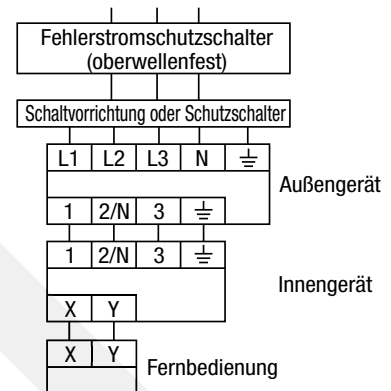 Fehlerstromschutzschalter
(oberwellenfest)
Schaltvorrichtung oder Schutzschalter
L1 L2 L3 N ⏚
Außengerät
1 2/N 3 ⏚
1 2/N 3 ⏚
Innengerät
X Y
X Y
Fernbedienung